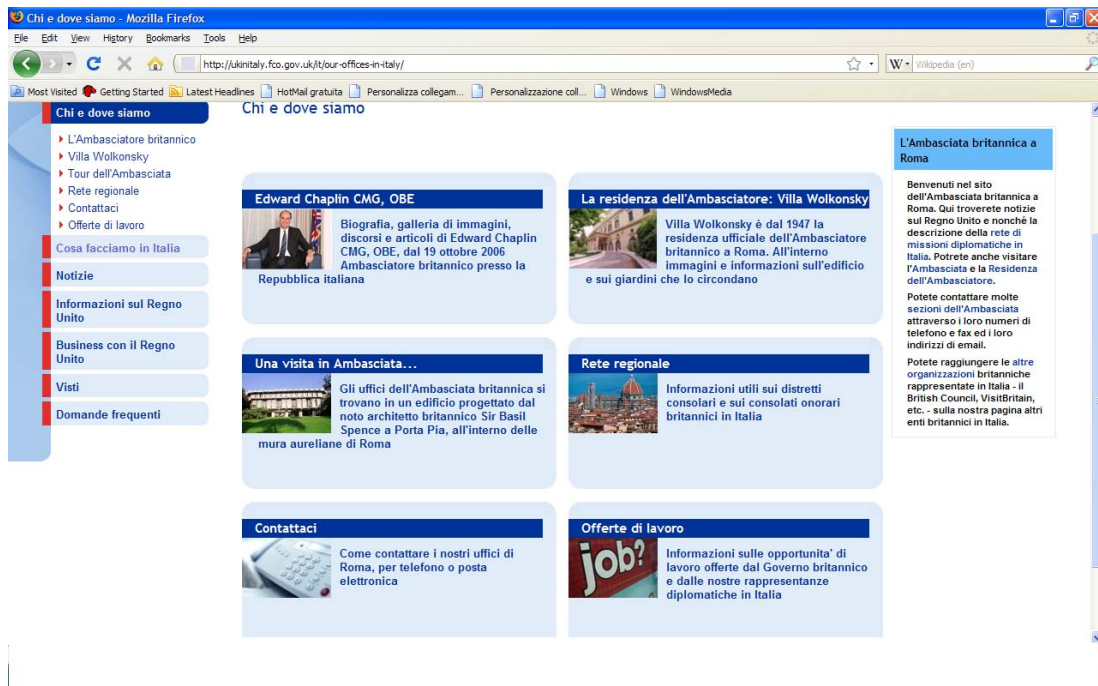 Chi e dove siamo - Mozilla Firefox
File Edit View History Bookmarks Tools Help
http://ukinitaly.fco.gov.uk/it/our-offices-in-italy/
W Wikipedia (en)
Most Visited Getting Started Latest Headlines HotMail gratuita Personalizza collegam... Personalizzazione coll... Windows WindowsMedia
Chi e dove siamo
L'Ambasciatore britannico
Villa Wolkonsky
Tour dell'Ambasciata
Rete regionale
Contattaci
Offerte di lavoro
Cosa facciamo in Italia
Notizie
Informazioni sul Regno
Unito
Business con il Regno
Unito
Visti
Domande frequenti
Chi e dove siamo
Edward Chaplin CMG, OBE
Biografia, galleria di immagini,
discorsi e articoli di Edward Chaplin
CMG, OBE, dal 19 ottobre 2006
Ambasciatore britannico presso la
Repubblica italiana
La residenza dell'Ambasciatore: Villa Wolkonsky
Villa Wolkonsky è dal 1947 la
residenza ufficiale dell'Ambasciatore
britannico a Roma. All'interno
immagini e informazioni sull'edificio
e sui giardini che lo circondano
Una visita in Ambasciata...
Gli uffici dell'Ambasciata britannica si
trovano in un edificio progettato dal
noto architetto britannico Sir Basil
Spence a Porta Pia, all'interno delle
mura aureliane di Roma
Rete regionale
Informazioni utili sui distretti
consolari e sui consolati onorari
britannici in Italia
Contattaci
Come contattare i nostri uffici di
Roma, per telefono o posta
elettronica
Offerte di lavoro
job?
Informazioni sulle opportunita' di
lavoro offerte dal Governo britannico
e dalle nostre rappresentanze
diplomatiche in Italia
L'Ambasciata britannica a
Roma
Benvenuti nel sito
dell'Ambasciata britannica a
Roma. Qui troverete notizie
sul Regno Unito e nonché la
descrizione della rete di
missioni diplomatiche in
Italia. Potrete anche visitare
l'Ambasciata e la Residenza
dell'Ambasciatore.
Potete contattare molte
sezioni dell'Ambasciata
attraverso i loro numeri di
telefono e fax ed i loro
indirizzi di email.
Potete raggiungere le altre
organizzazioni britanniche
rappresentate in Italia - il
British Council, VisitBritain,
etc. - sulla nostra pagina altri
enti britannici in Italia.